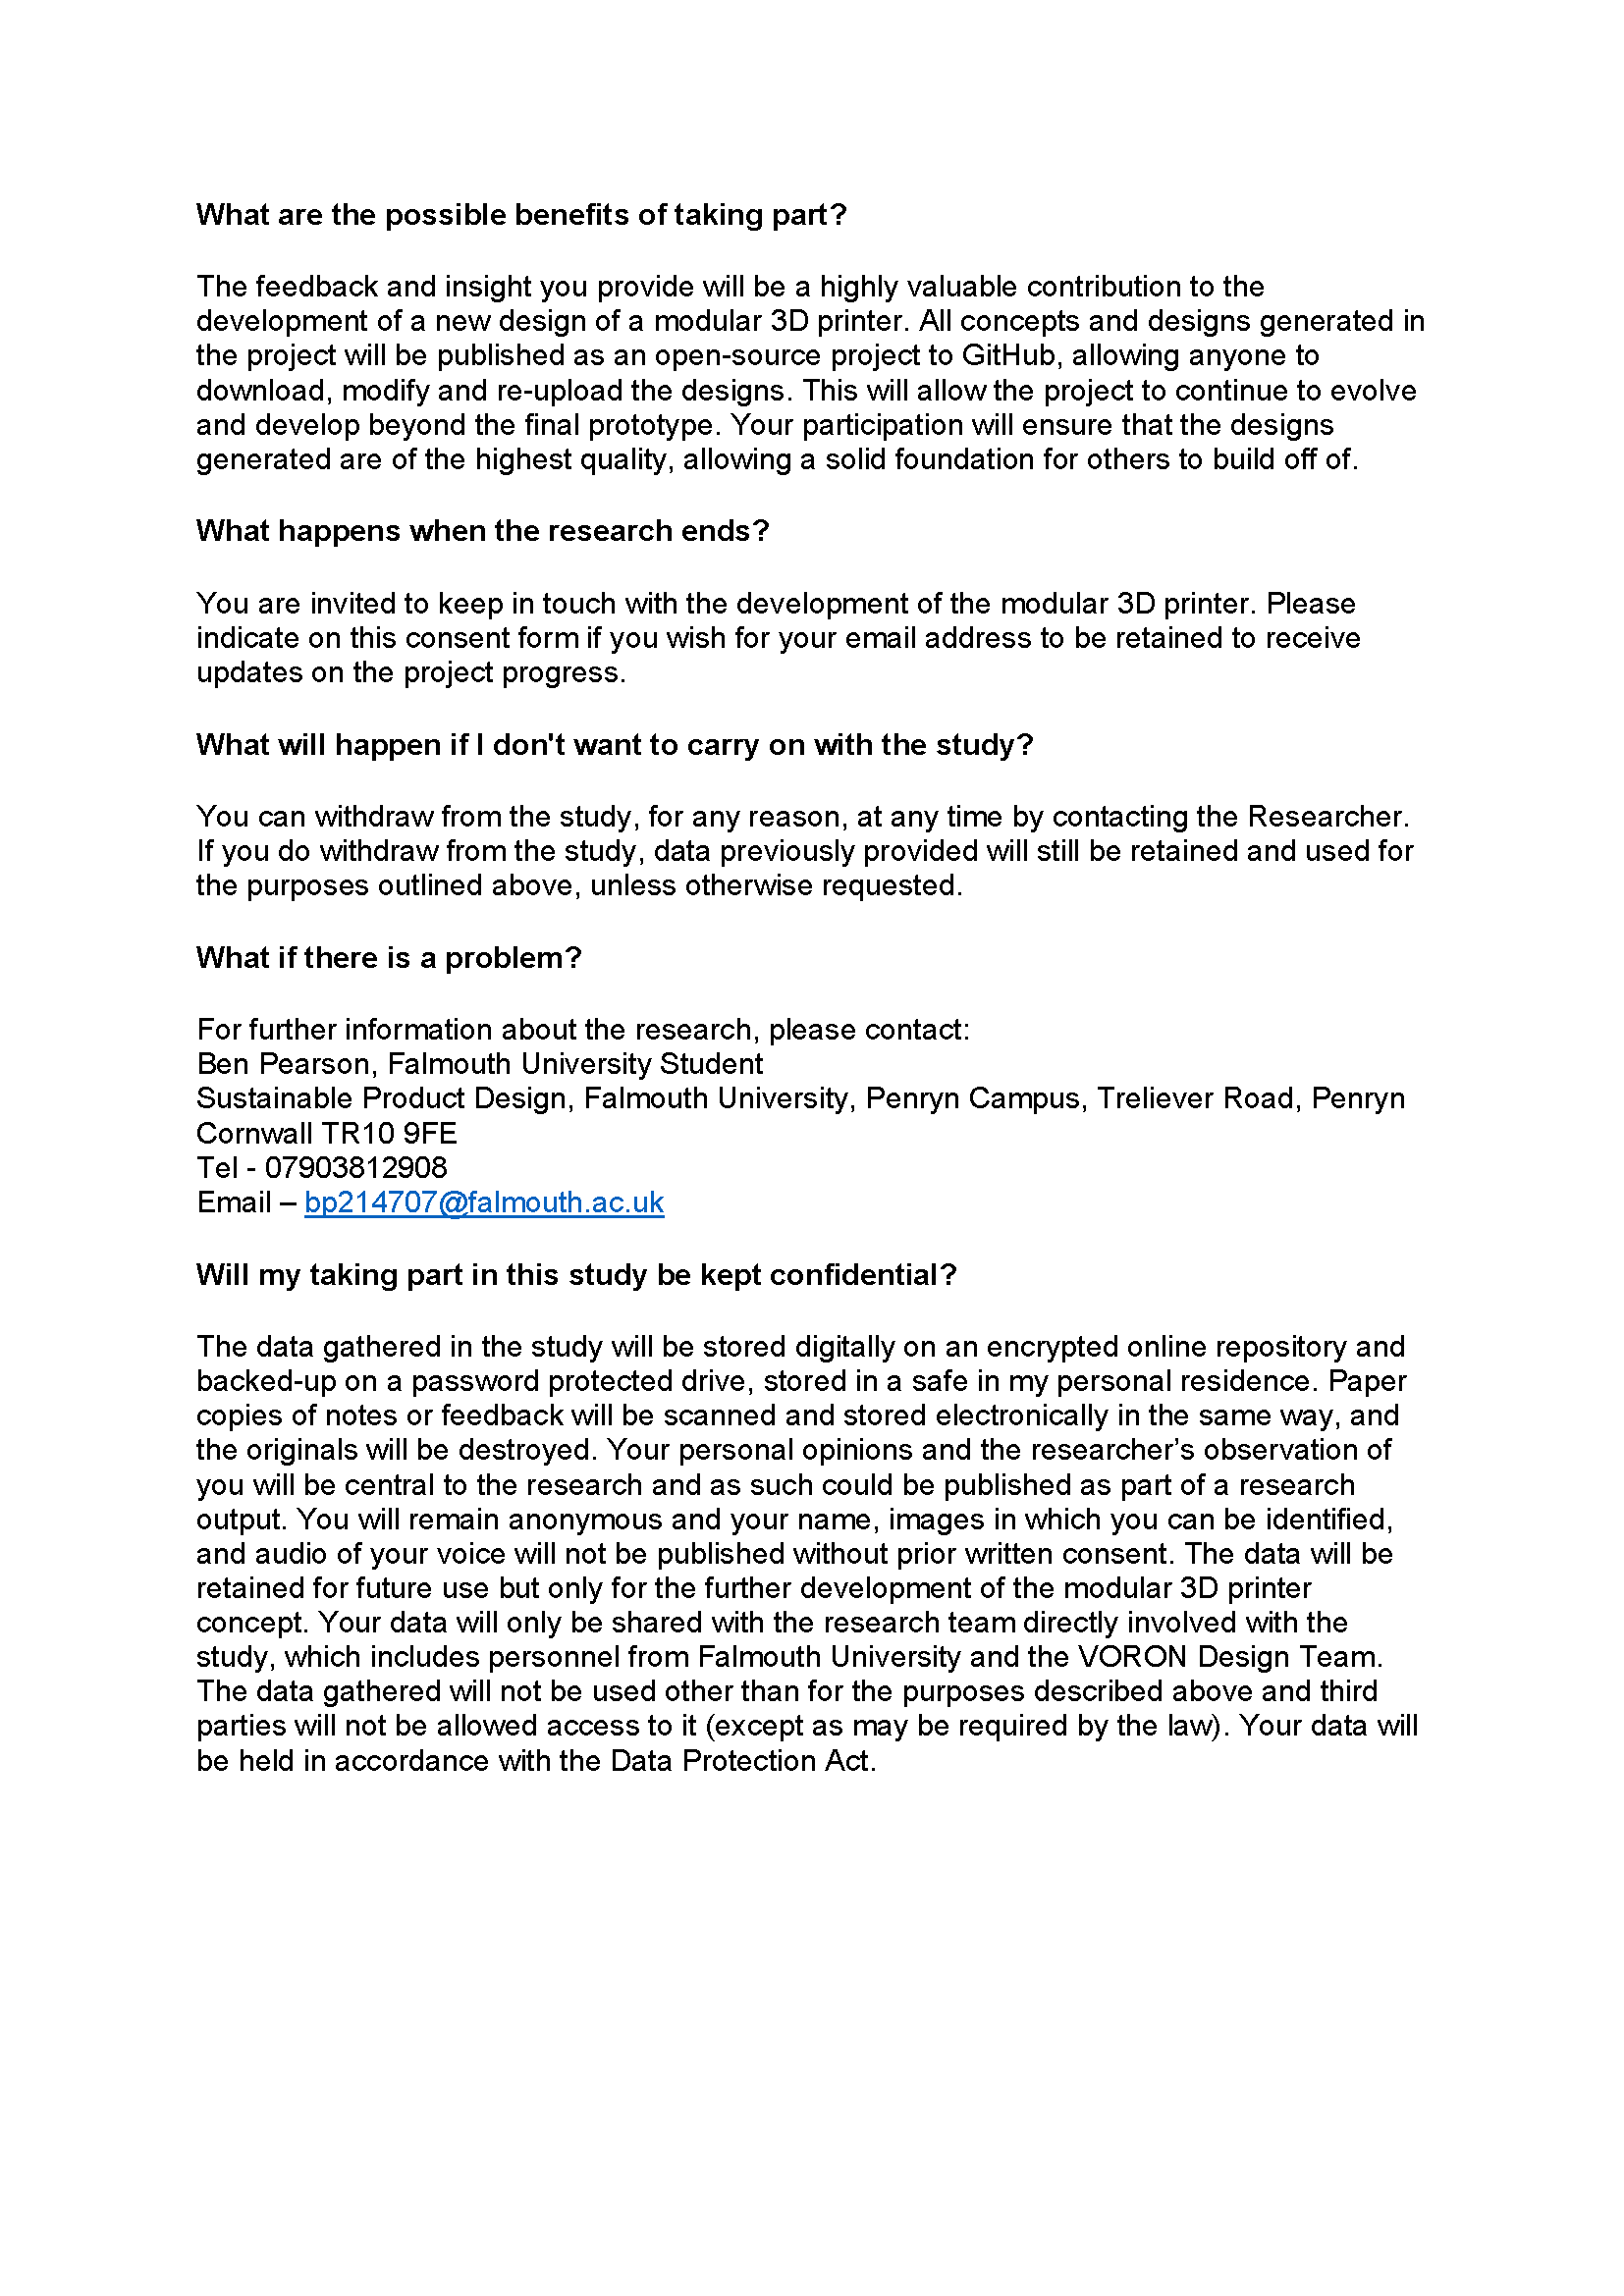 What are the possible benefits of taking part?
The feedback and insight you provide will be a highly valuable contribution to the
development of a new design of a modular 3D printer. All concepts and designs generated in
the project will be published as an open-source project to GitHub, allowing anyone to
download, modify and re-upload the designs. This will allow the project to continue to evolve
and develop beyond the final prototype. Your participation will ensure that the designs
generated are of the highest quality, allowing a solid foundation for others to build off of.
What happens when the research ends?
You are invited to keep in touch with the development of the modular 3D printer. Please
indicate on this consent form if you wish for your email address to be retained to receive
updates on the project progress.
What will happen if I don't want to carry on with the study?
You can withdraw from the study, for any reason, at any time by contacting the Researcher.
If you do withdraw from the study, data previously provided will still be retained and used for
the purposes outlined above, unless otherwise requested.
What if there is a problem?
For further information about the research, please contact:
Ben Pearson, Falmouth University Student
Sustainable Product Design, Falmouth University, Penryn Campus, Treliever Road, Penryn
Cornwall TR10 9FE
Tel - 07903812908
Email – bp214707@falmouth.ac.uk
Will my taking part in this study be kept confidential?
The data gathered in the study will be stored digitally on an encrypted online repository and
backed-up on a password protected drive, stored in a safe in my personal residence. Paper
copies of notes or feedback will be scanned and stored electronically in the same way, and
the originals will be destroyed. Your personal opinions and the researcher’s observation of
you will be central to the research and as such could be published as part of a research
output. You will remain anonymous and your name, images in which you can be identified,
and audio of your voice will not be published without prior written consent. The data will be
retained for future use but only for the further development of the modular 3D printer
concept. Your data will only be shared with the research team directly involved with the
study, which includes personnel from Falmouth University and the VORON Design Team.
The data gathered will not be used other than for the purposes described above and third
parties will not be allowed access to it (except as may be required by the law). Your data will
be held in accordance with the Data Protection Act.